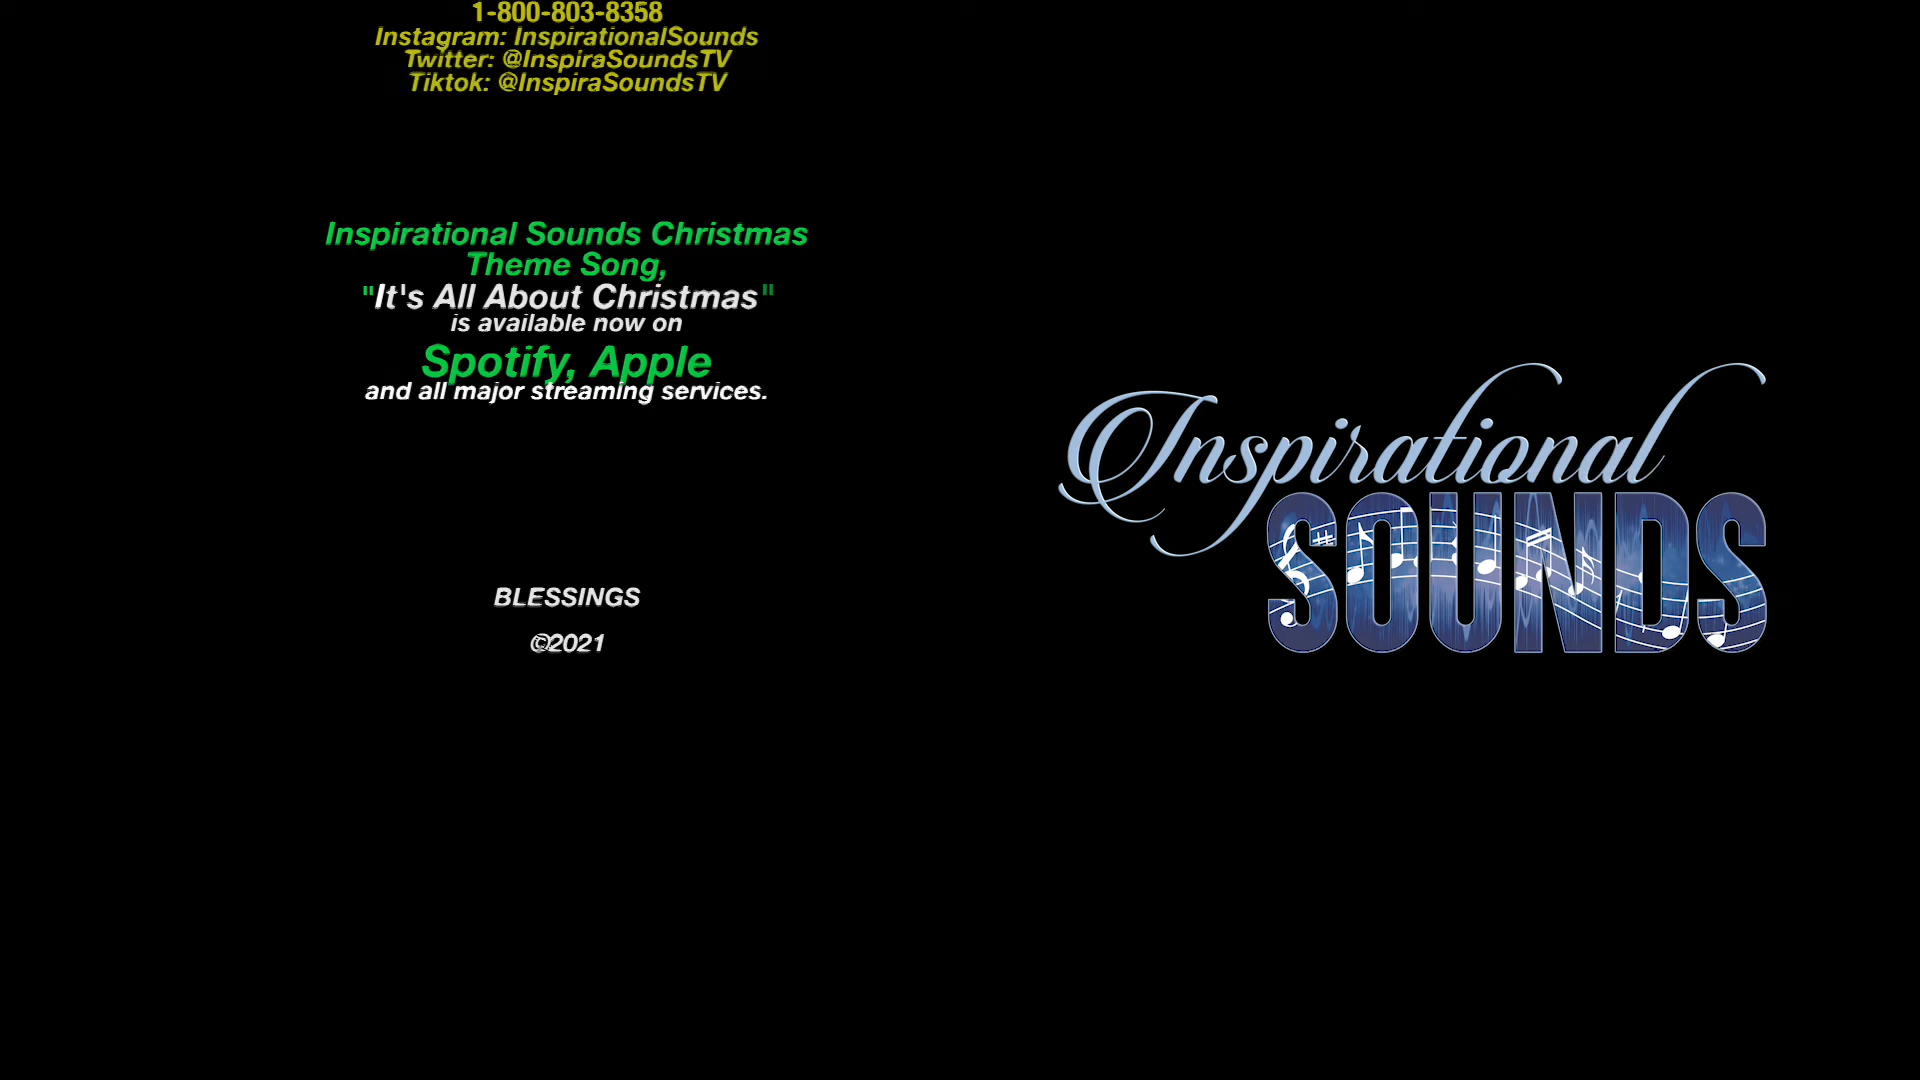 1-800-803-8358
Instagram: InspirationalSounds
Twitter: @InspiraSoundsTV
Tiktok: @InspiraSoundsTV
Inspirational Sounds Christmas
Theme Song,
"It's All About Christmas"
is available now on
Spotify, Apple
and all major streaming services.
Inspirational
SOUNDS
BLESSINGS
©2021